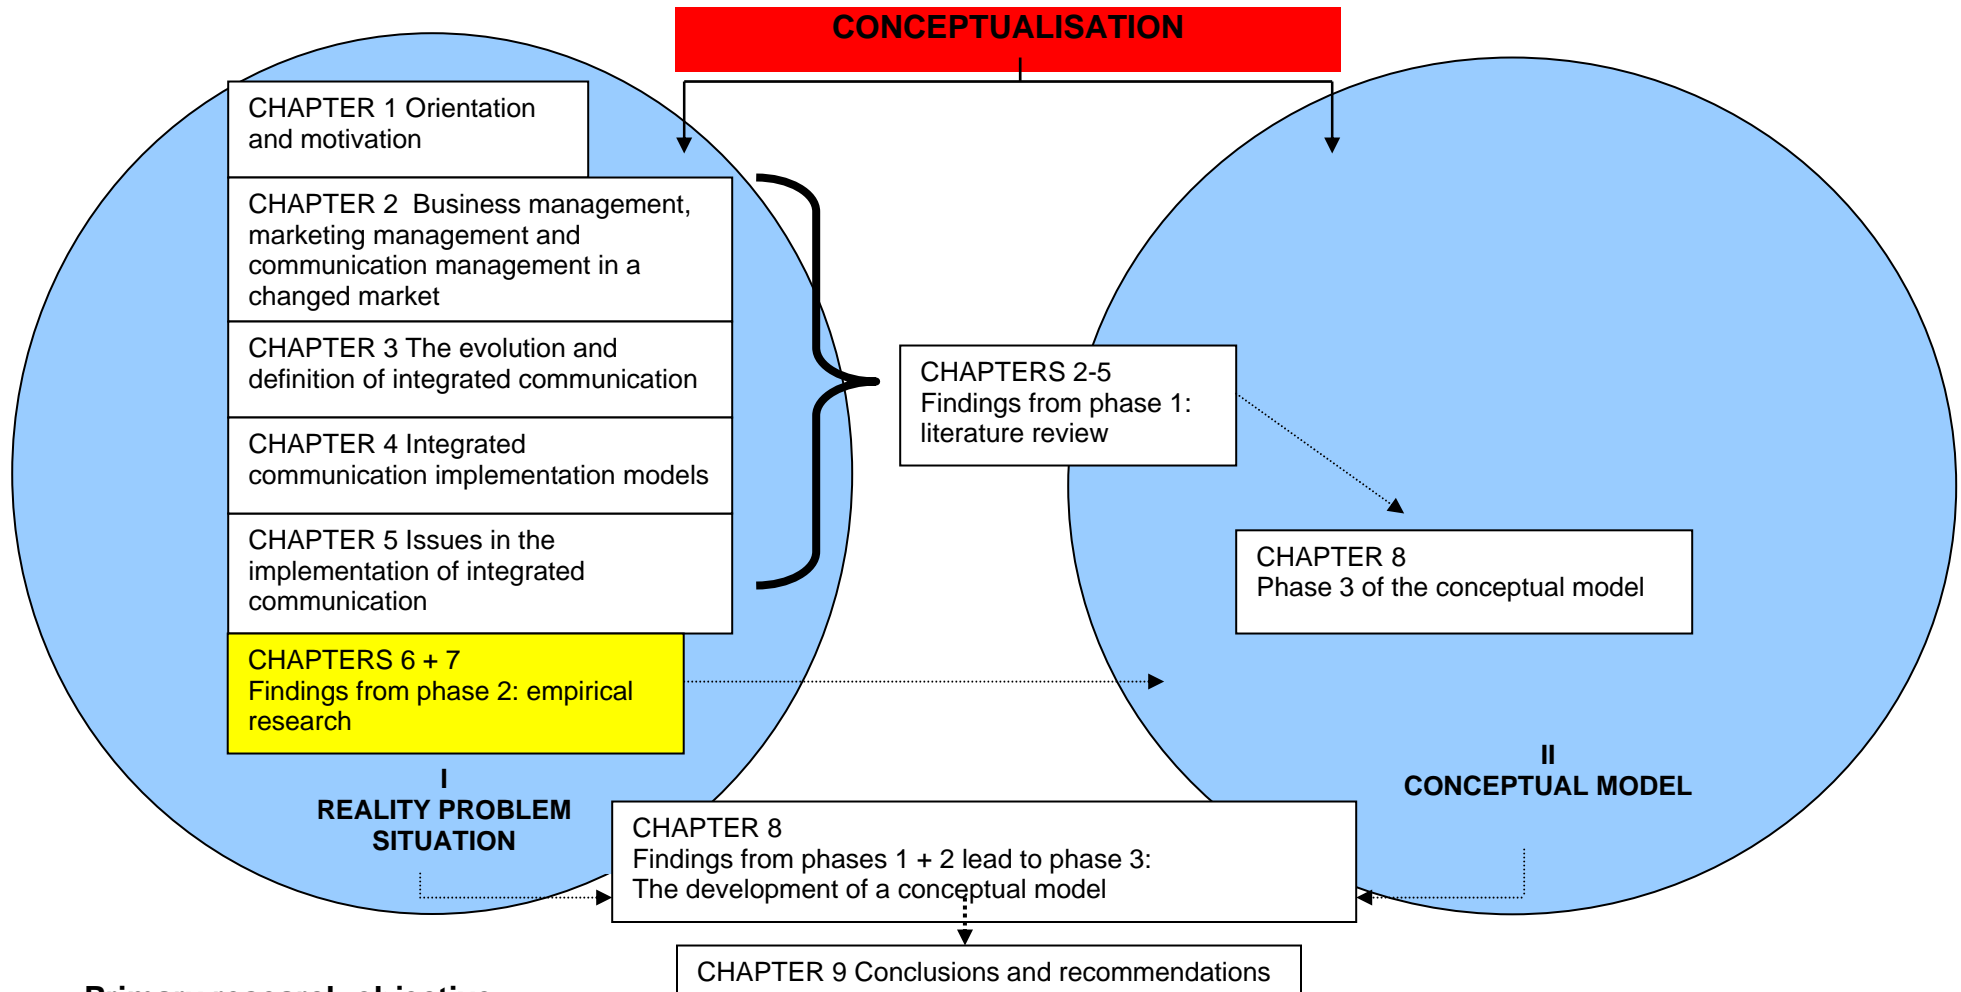 CONCEPTUALISATION
CHAPTER 1 Orientation
and motivation
CHAPTER 2  Business management,
marketing management and
communication management in a
changed market
CHAPTER 3 The evolution and
definition of integrated communication
CHAPTER 4 Integrated
communication implementation models
CHAPTER 5 Issues in the
implementation of integrated
communication
CHAPTERS 6 + 7
Findings from phase 2: empirical
research
I
REALITY PROBLEM
SITUATION
CHAPTERS 2-5
Findings from phase 1:
literature review
CHAPTER 8
Phase 3 of the conceptual model
II
CONCEPTUAL MODEL
CHAPTER 8
Findings from phases 1 + 2 lead to phase 3:
The development of a conceptual model
CHAPTER 9 Conclusions and recommendations
Primary research objective